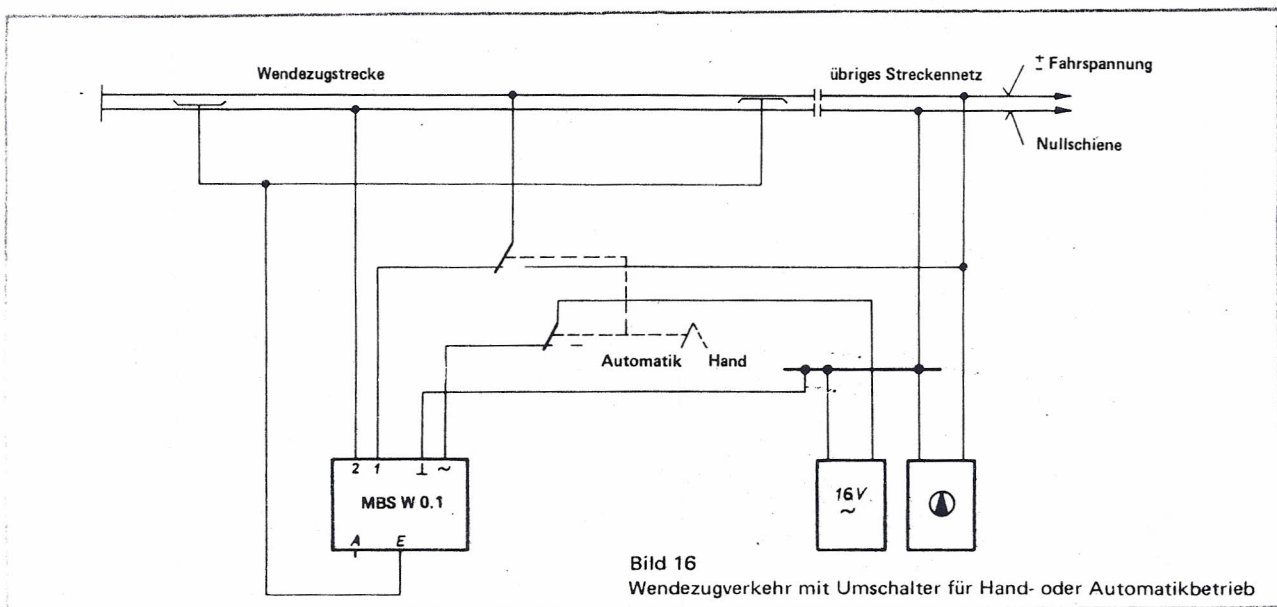 Wendezugstrecke
übriges Streckennetz
± Fahrspannung
Nullschiene
Automatik
Hand
2 1 ⊥ ~
MBS W 0.1
A E
16V
~
Bild 16
Wendezugverkehr mit Umschalter für Hand- oder Automatikbetrieb